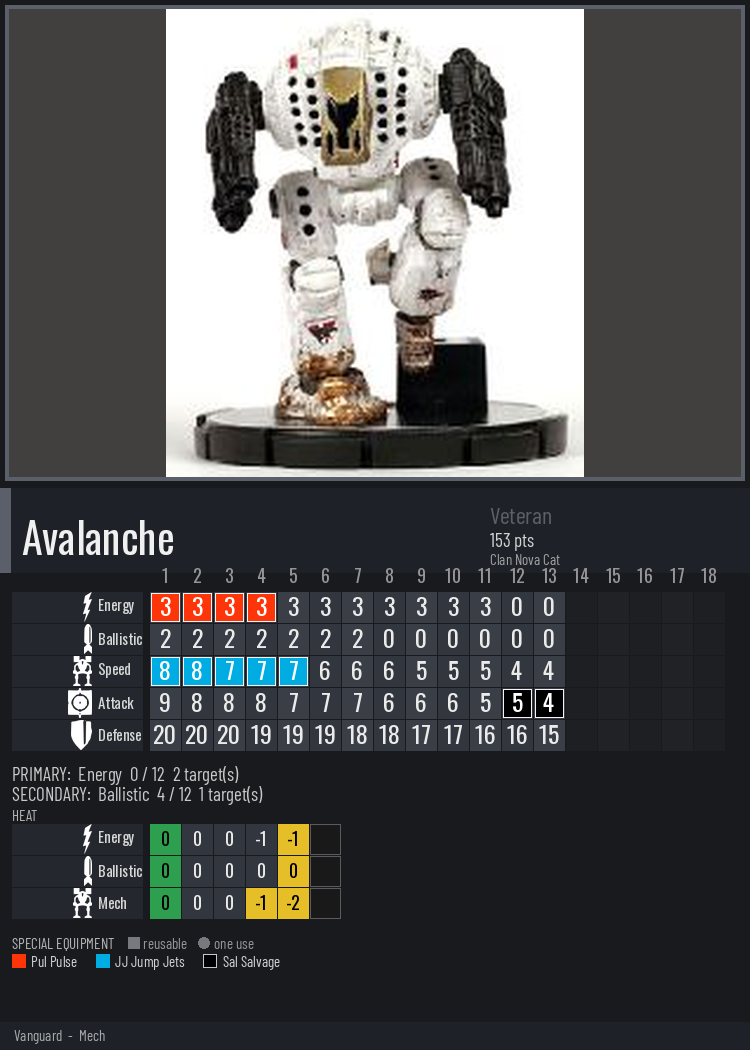 Avalanche
Veteran
153 pts
Clan Nova Cat
1 2 3 4 5 6 7 8 9 10 11 12 13 14 15 16 17 18
Energy 3 3 3 3 3 3 3 3 3 3 3 0 0
Ballistic 2 2 2 2 2 2 2 0 0 0 0 0 0
Speed 8 8 7 7 7 6 6 6 5 5 5 4 4
Attack 9 8 8 8 7 7 7 6 6 6 5 5 4
Defense 20 20 20 19 19 19 18 18 17 17 16 16 15
PRIMARY: Energy 0 / 12 2 target(s)
SECONDARY: Ballistic 4 / 12 1 target(s)
HEAT
Energy 0 0 0 -1 -1
Ballistic 0 0 0 0 0
Mech 0 0 0 -1 -2
SPECIAL EQUIPMENT reusable one use
Pul Pulse JJ Jump Jets Sal Salvage
Vanguard - Mech